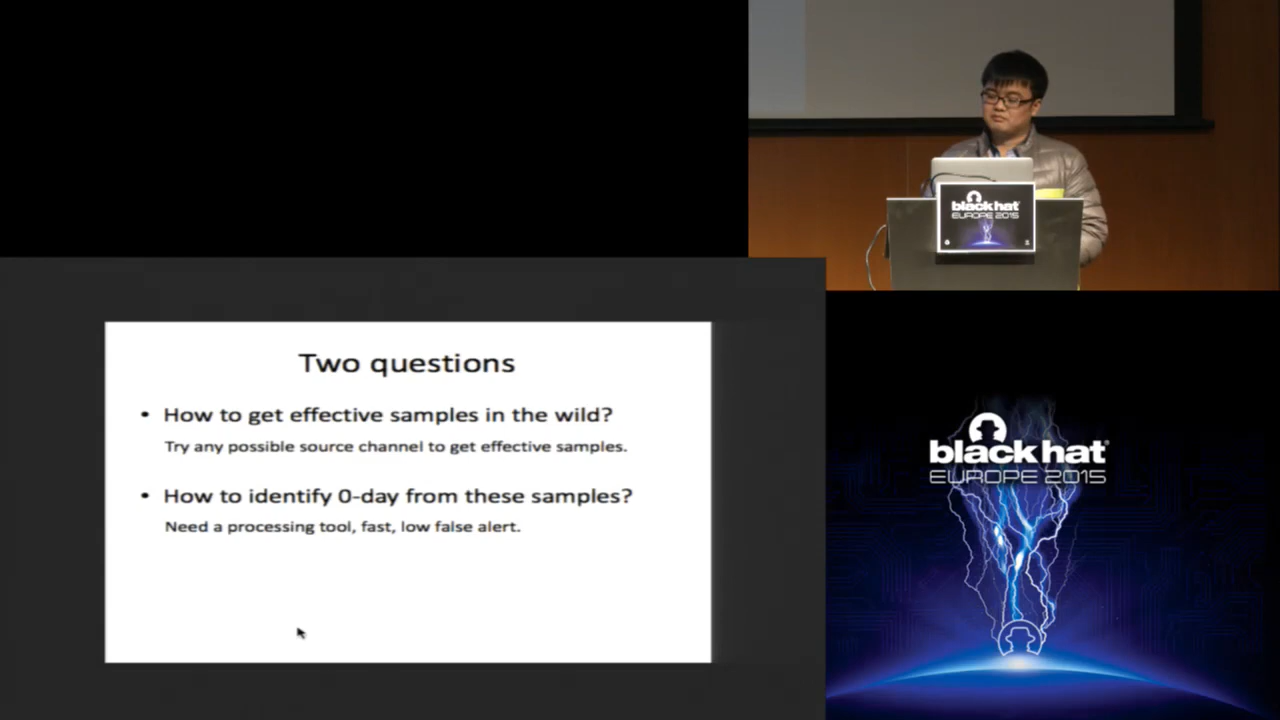 black hat
EUROPE 2015
Two questions
• How to get effective samples in the wild?
Try any possible source channel to get effective samples.
• How to identify 0-day from these samples?
Need a processing tool, fast, low false alert.
black hat®
EUROPE 2015